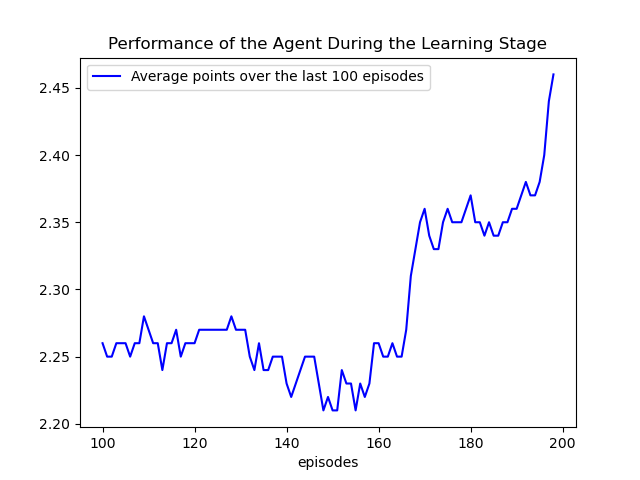 Performance of the Agent During the Learning Stage
Average points over the last 100 episodes
2.45
2.40
2.35
2.30
2.25
2.20
100 120 140 160 180 200
episodes